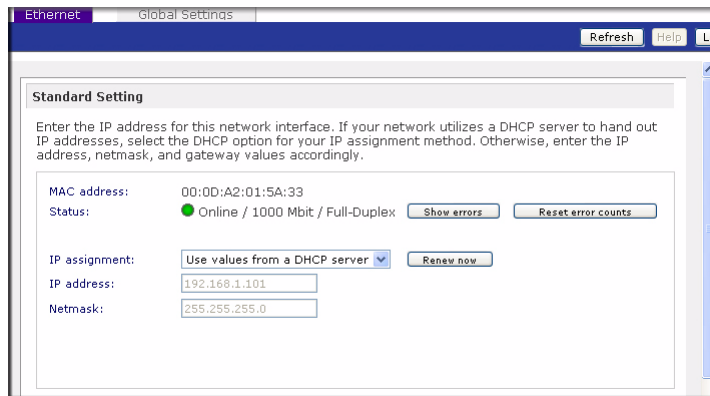 Ethernet Global Settings
Refresh Help L
Standard Setting
Enter the IP address for this network interface. If your network utilizes a DHCP server to hand out
IP addresses, select the DHCP option for your IP assignment method. Otherwise, enter the IP
address, netmask, and gateway values accordingly.
MAC address: 00:0D:A2:01:5A:33
Status: Online / 1000 Mbit / Full-Duplex Show errors Reset error counts
IP assignment: Use values from a DHCP server Renew now
IP address: 192.168.1.101
Netmask: 255.255.255.0